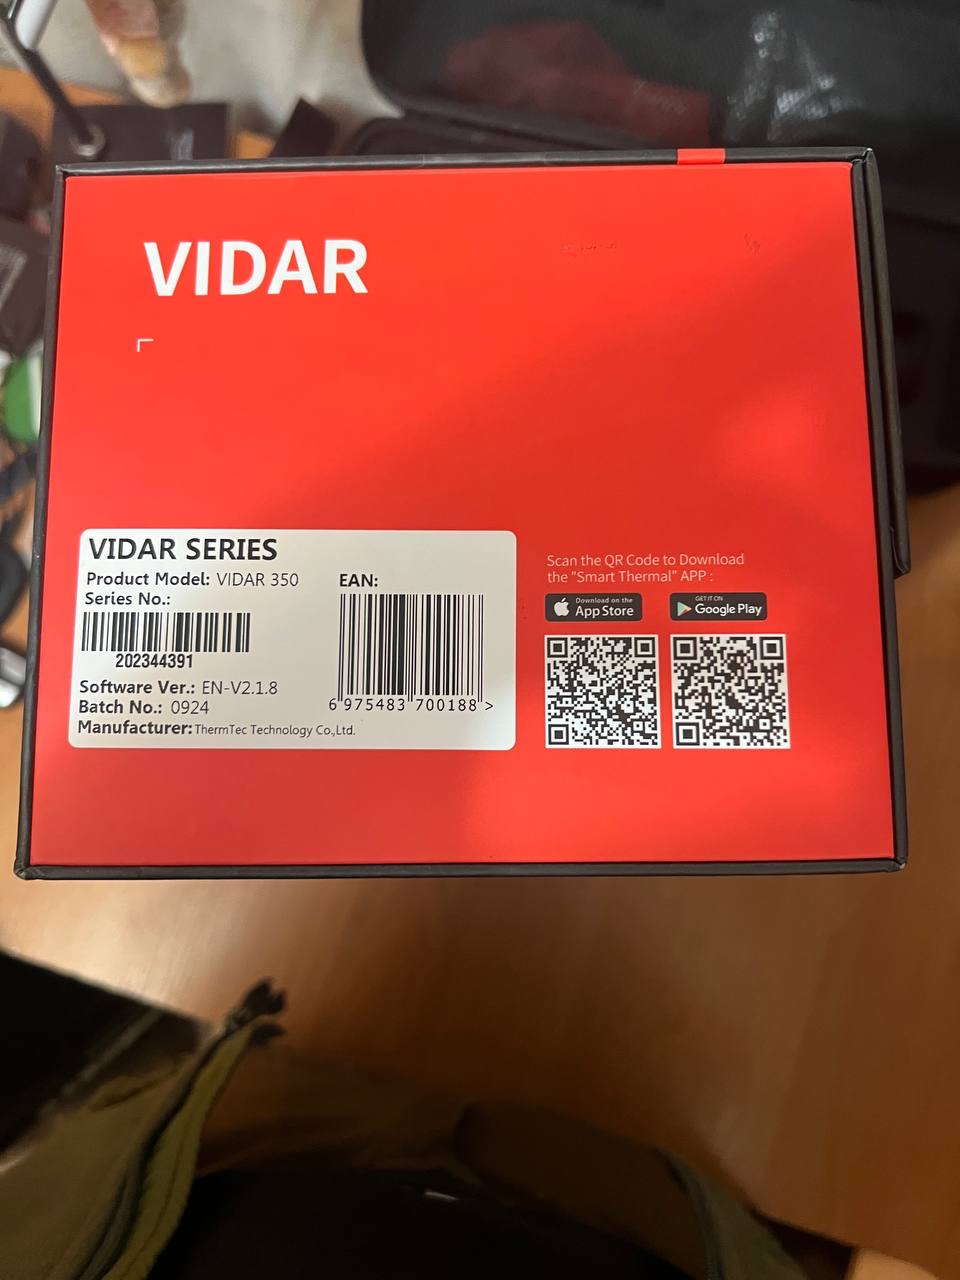 VIDAR
VIDAR SERIES
Product Model: VIDAR 350
Series No.:
202344391
Software Ver.: EN-V2.1.8
Batch No.: 0924
Manufacturer: ThermTec Technology Co.,Ltd.
EAN:
6 975483 700188 >
Scan the QR Code to Download
the "Smart Thermal" APP :
Download on the
App Store
GET IT ON
Google Play